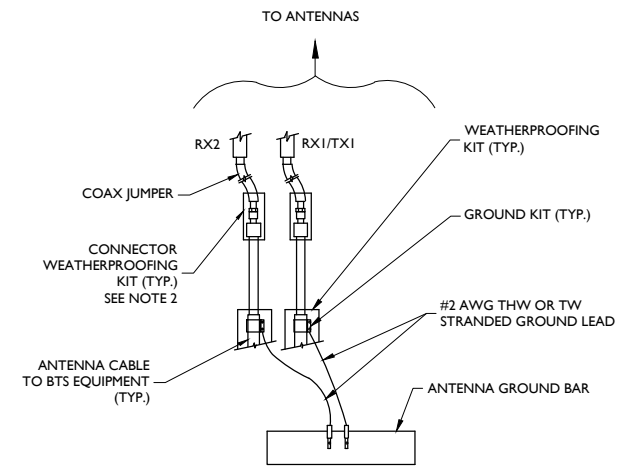 TO ANTENNAS
RX2
RX1/TX1
WEATHERPROOFING
KIT (TYP.)
COAX JUMPER
GROUND KIT (TYP.)
CONNECTOR
WEATHERPROOFING
KIT (TYP.)
SEE NOTE 2
#2 AWG THW OR TW
STRANDED GROUND LEAD
ANTENNA CABLE
TO BTS EQUIPMENT
(TYP.)
ANTENNA GROUND BAR